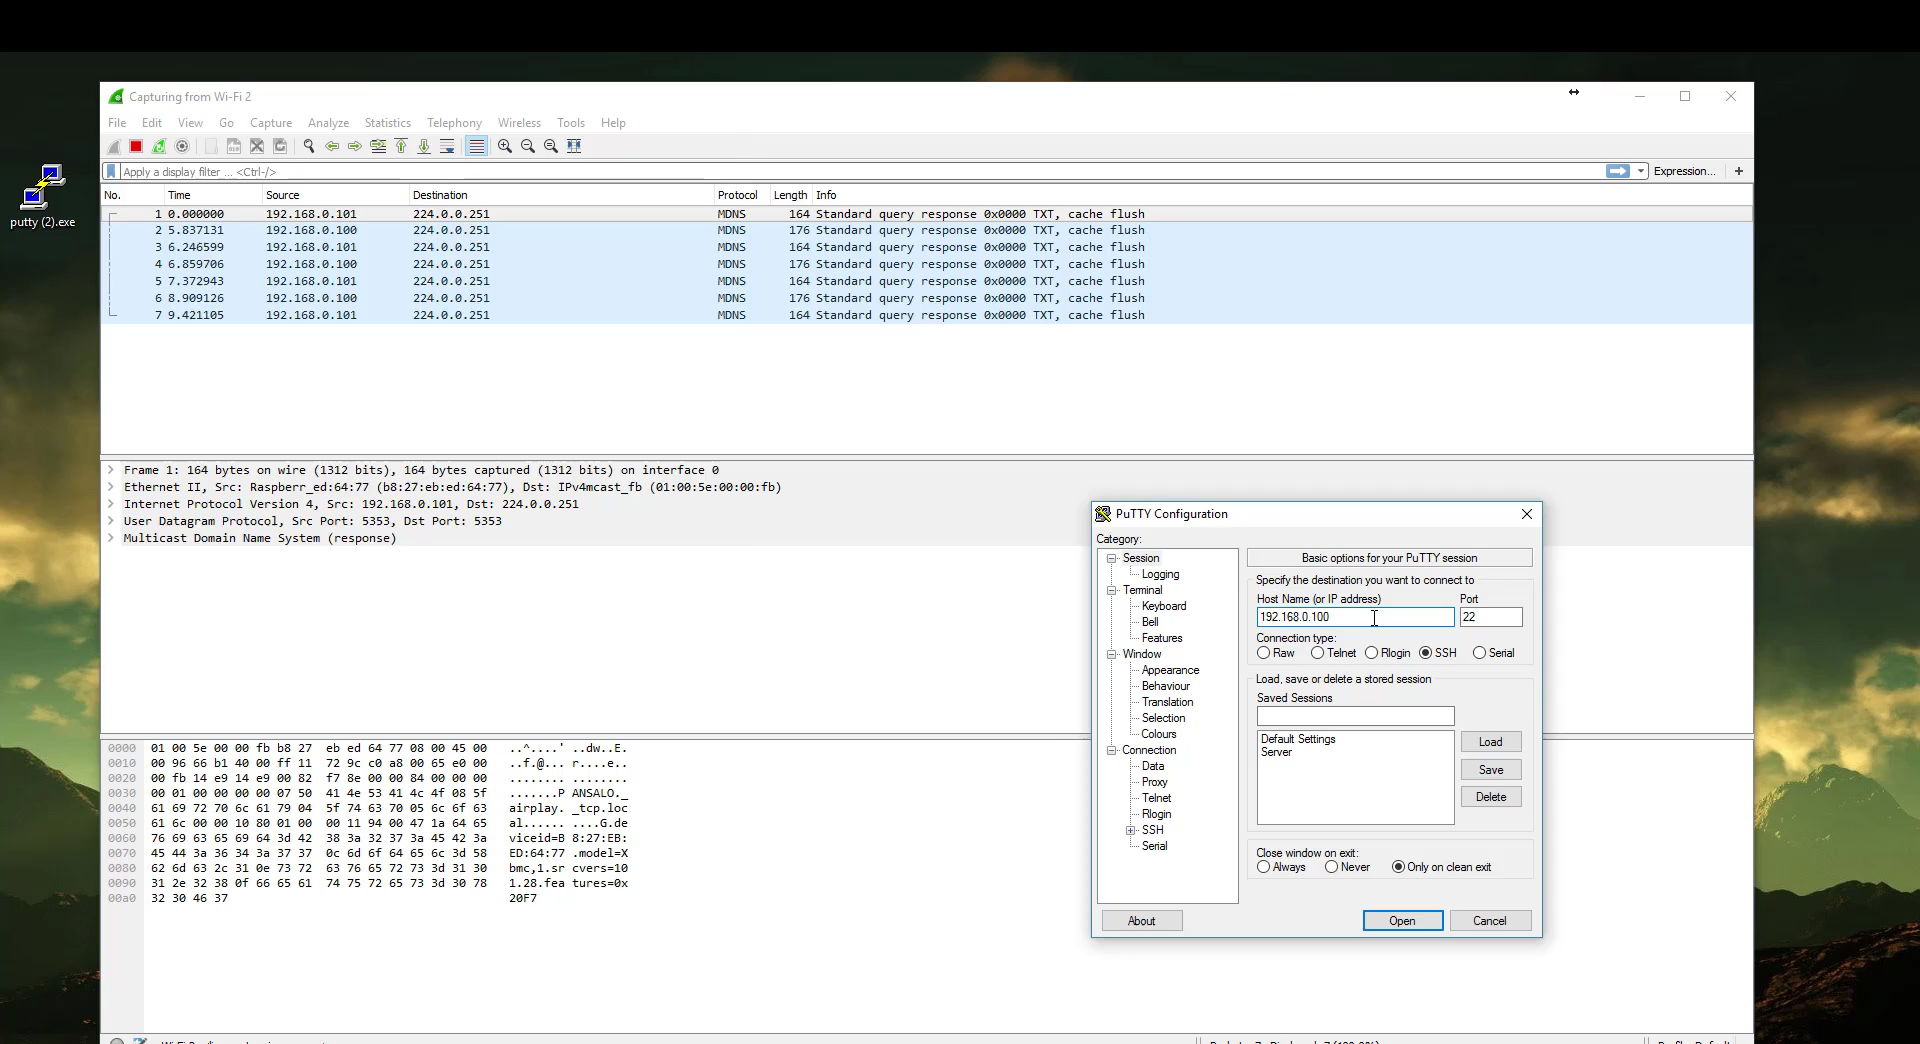 Capturing from Wi-Fi 2
File Edit View Go Capture Analyze Statistics Telephony Wireless Tools Help
Apply a display filter ... <Ctrl-/>
Expression... +
No. Time Source Destination Protocol Length Info
1 0.000000 192.168.0.101 224.0.0.251 MDNS 164 Standard query response 0x0000 TXT, cache flush
2 5.837131 192.168.0.100 224.0.0.251 MDNS 176 Standard query response 0x0000 TXT, cache flush
3 6.246599 192.168.0.101 224.0.0.251 MDNS 164 Standard query response 0x0000 TXT, cache flush
4 6.859706 192.168.0.100 224.0.0.251 MDNS 176 Standard query response 0x0000 TXT, cache flush
5 7.372943 192.168.0.101 224.0.0.251 MDNS 164 Standard query response 0x0000 TXT, cache flush
6 8.909126 192.168.0.100 224.0.0.251 MDNS 176 Standard query response 0x0000 TXT, cache flush
7 9.421105 192.168.0.101 224.0.0.251 MDNS 164 Standard query response 0x0000 TXT, cache flush
putty (2).exe
Frame 1: 164 bytes on wire (1312 bits), 164 bytes captured (1312 bits) on interface 0
Ethernet II, Src: Raspberr_ed:64:77 (b8:27:eb:ed:64:77), Dst: IPv4mcast_fb (01:00:5e:00:00:fb)
Internet Protocol Version 4, Src: 192.168.0.101, Dst: 224.0.0.251
User Datagram Protocol, Src Port: 5353, Dst Port: 5353
Multicast Domain Name System (response)
0000 01 00 5e 00 00 fb b8 27 eb ed 64 77 08 00 45 00 ..^....' ..dw..E.
0010 00 96 66 b1 40 00 ff 11 72 9c c0 a8 00 65 e0 00 ..f.@... r....e..
0020 00 fb 14 e9 14 e9 00 82 f7 8e 00 00 84 00 00 00 ........ ........
0030 00 01 00 00 00 00 07 50 41 4e 53 41 4c 4f 08 5f .......P ANSALO._
0040 61 69 72 70 6c 61 79 04 5f 74 63 70 05 6c 6f 63 airplay. _tcp.loc
0050 61 6c 00 00 10 80 01 00 00 11 94 00 47 1a 64 65 al...... ....G.de
0060 76 69 63 65 69 64 3d 42 38 3a 32 37 3a 45 42 3a viceid=B 8:27:EB:
0070 45 44 3a 36 34 3a 37 37 0c 6d 6f 64 65 6c 3d 58 ED:64:77 .model=X
0080 62 6d 63 2c 31 0e 73 72 63 76 65 72 73 3d 31 30 bmc,1.sr cvers=10
0090 31 2e 32 38 0f 66 65 61 74 75 72 65 73 3d 30 78 1.28.fea tures=0x
00a0 32 30 46 37 20F7
PuTTY Configuration
Category:
Session
Logging
Terminal
Keyboard
Bell
Features
Window
Appearance
Behaviour
Translation
Selection
Colours
Connection
Data
Proxy
Telnet
Rlogin
SSH
Serial
Basic options for your PuTTY session
Specify the destination you want to connect to
Host Name (or IP address) Port
192.168.0.100 22
Connection type:
Raw Telnet Rlogin SSH Serial
Load, save or delete a stored session
Saved Sessions
Default Settings
Server
Load
Save
Delete
Close window on exit:
Always Never Only on clean exit
About Open Cancel